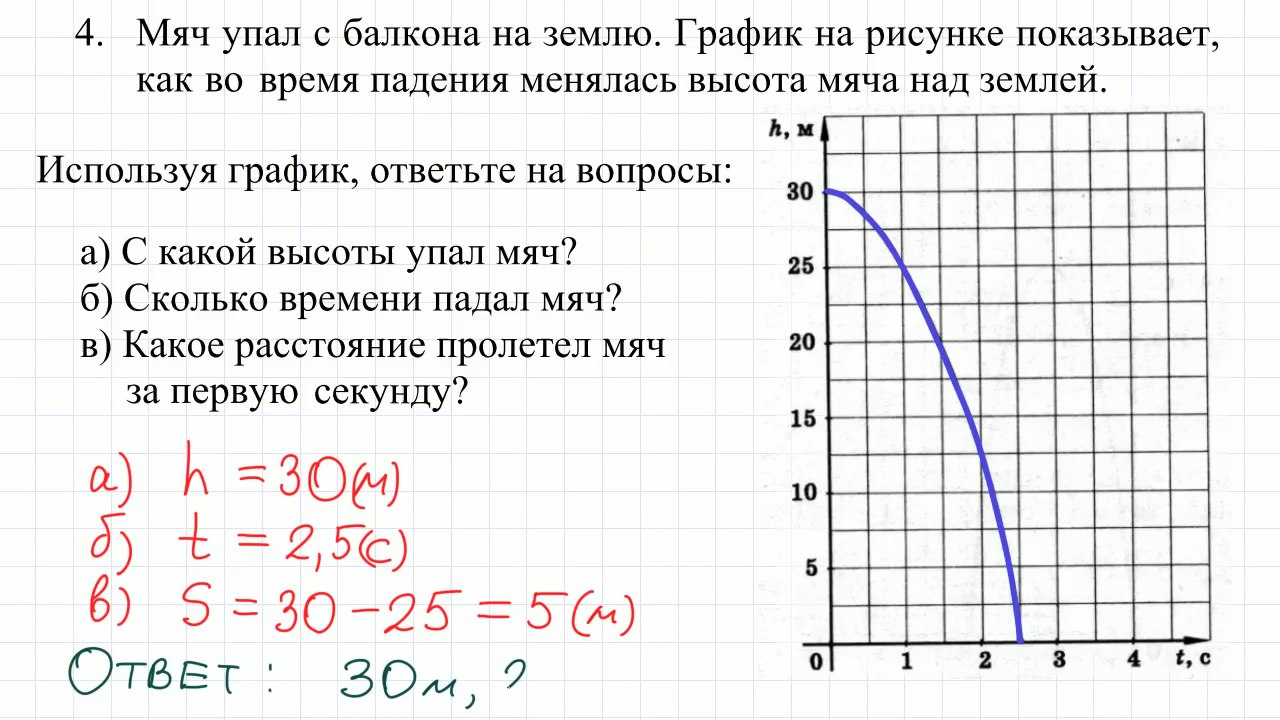 4. Мяч упал с балкона на землю. График на рисунке показывает,
как во время падения менялась высота мяча над землей.
Используя график, ответьте на вопросы:
а) С какой высоты упал мяч?
б) Сколько времени падал мяч?
в) Какое расстояние пролетел мяч
за первую секунду?
а) h = 30(м)
б) t = 2,5(с)
в) S = 30 – 25 = 5 (м)
Ответ: 30м, 2
h, м
30
25
20
15
10
5
0 1 2 3 4 t, с